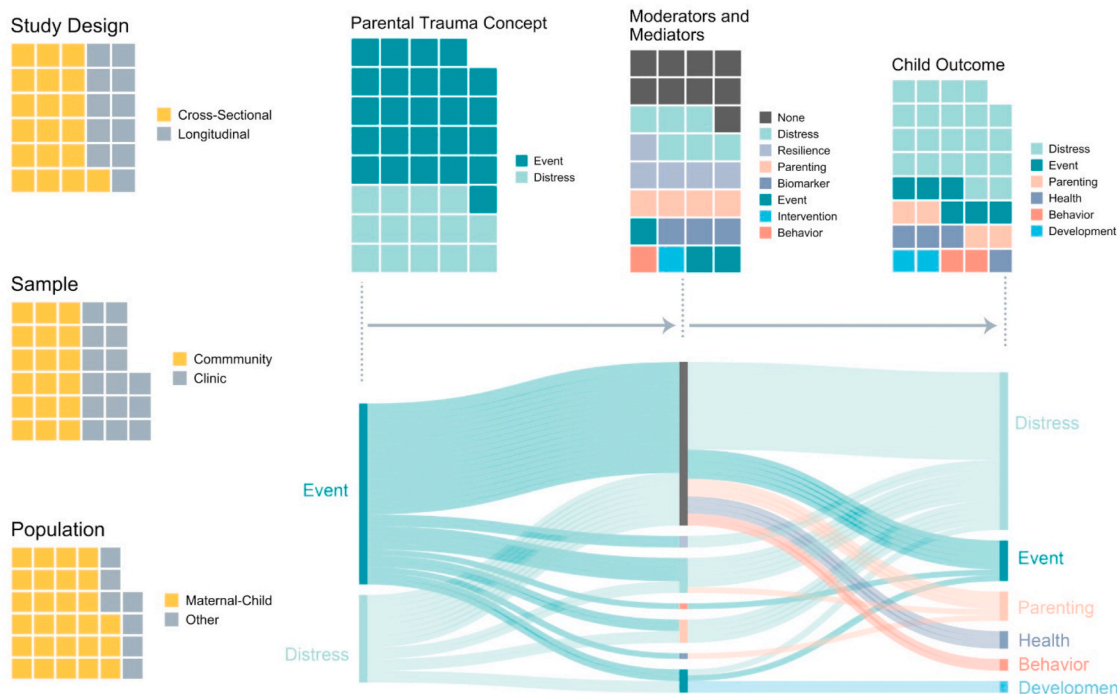 Study Design
Cross-Sectional
Longitudinal
Parental Trauma Concept
Event
Distress
Moderators and
Mediators
None
Distress
Resilience
Parenting
Biomarker
Event
Intervention
Behavior
Child Outcome
Distress
Event
Parenting
Health
Behavior
Development
Sample
Commmunity
Clinic
Population
Maternal-Child
Other
Event
Distress
Distress
Event
Parenting
Health
Behavior
Developmen